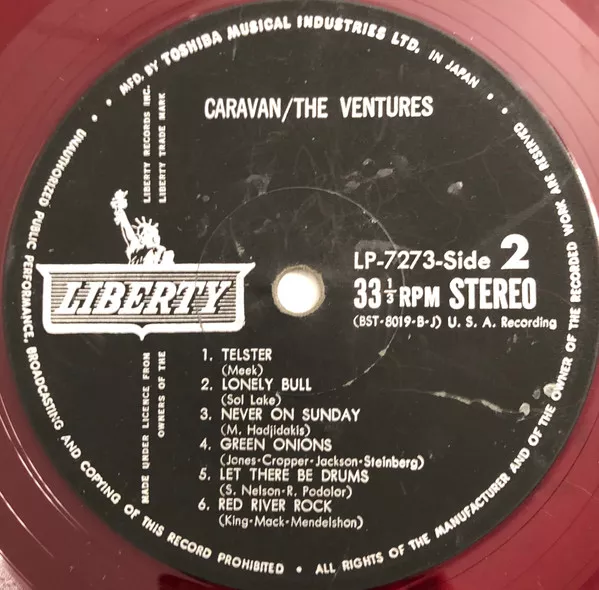 MFD. BY TOSHIBA MUSICAL INDUSTRIES LTD. IN JAPAN
CARAVAN/THE VENTURES
LIBERTY RECORDS INC.
LIBERTY TRADE MARK
LIBERTY
LP-7273-Side 2
33⅓RPM STEREO
(BST-8019-B-J) U. S. A. Recording
MADE UNDER LICENCE FROM
OWNERS OF THE
1. TELSTER
(Meek)
2. LONELY BULL
(Sol Lake)
3. NEVER ON SUNDAY
(M. Hadjidakis)
4. GREEN ONIONS
(Jones-Cropper-Jackson-Steinberg)
5. LET THERE BE DRUMS
(S. Nelson-R. Podolor)
6. RED RIVER ROCK
(King-Mack-Mendelshon)
UNAUTHORIZED PUBLIC PERFORMANCE, BROADCASTING AND COPYING OF THIS RECORD PROHIBITED • ALL RIGHTS OF THE MANUFACTURER AND OF THE OWNER OF THE RECORDED WORK ARE RESERVED